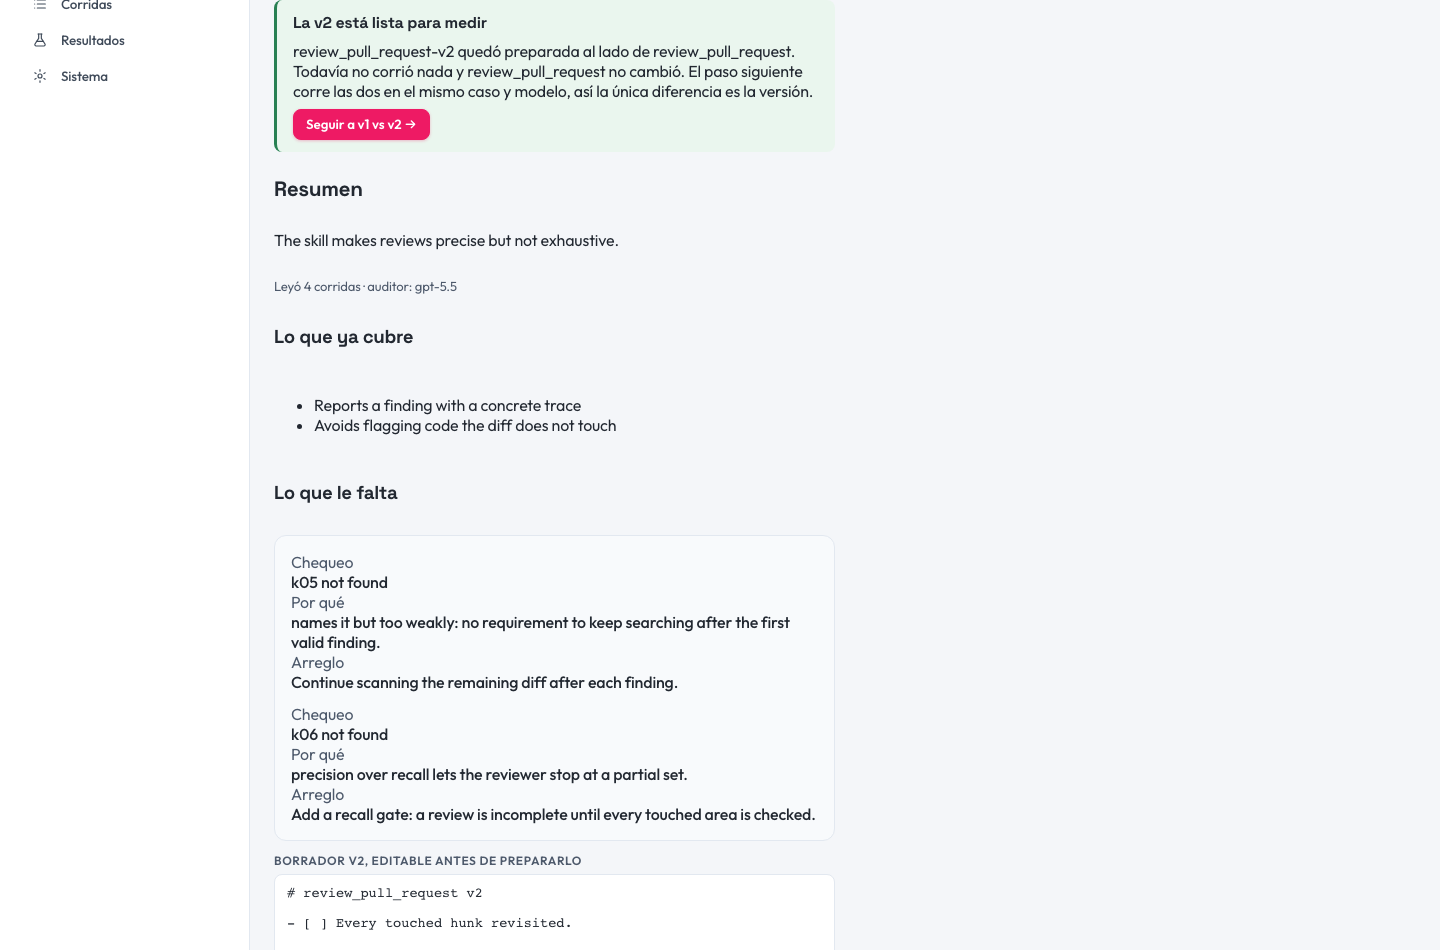 Corridas
Resultados
Sistema
La v2 está lista para medir
review_pull_request-v2 quedó preparada al lado de review_pull_request.
Todavía no corrió nada y review_pull_request no cambió. El paso siguiente
corre las dos en el mismo caso y modelo, así la única diferencia es la versión.
Seguir a v1 vs v2 →
Resumen
The skill makes reviews precise but not exhaustive.
Leyó 4 corridas · auditor: gpt-5.5
Lo que ya cubre
• Reports a finding with a concrete trace
• Avoids flagging code the diff does not touch
Lo que le falta
Chequeo
k05 not found
Por qué
names it but too weakly: no requirement to keep searching after the first
valid finding.
Arreglo
Continue scanning the remaining diff after each finding.
Chequeo
k06 not found
Por qué
precision over recall lets the reviewer stop at a partial set.
Arreglo
Add a recall gate: a review is incomplete until every touched area is checked.
BORRADOR V2, EDITABLE ANTES DE PREPARARLO
# review_pull_request v2
- [ ] Every touched hunk revisited.